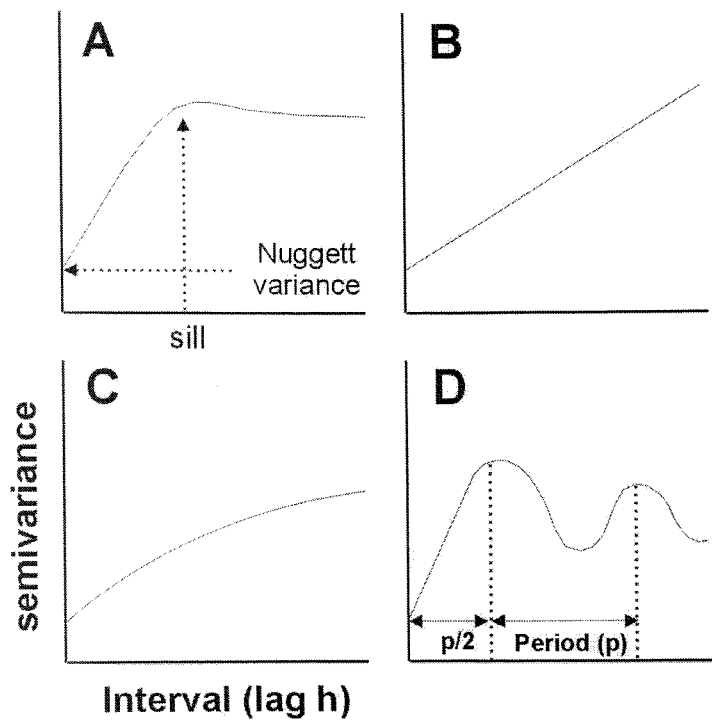 A
Nuggett
variance
sill
B
C
D
p/2
Period (p)
semivariance
Interval (lag h)